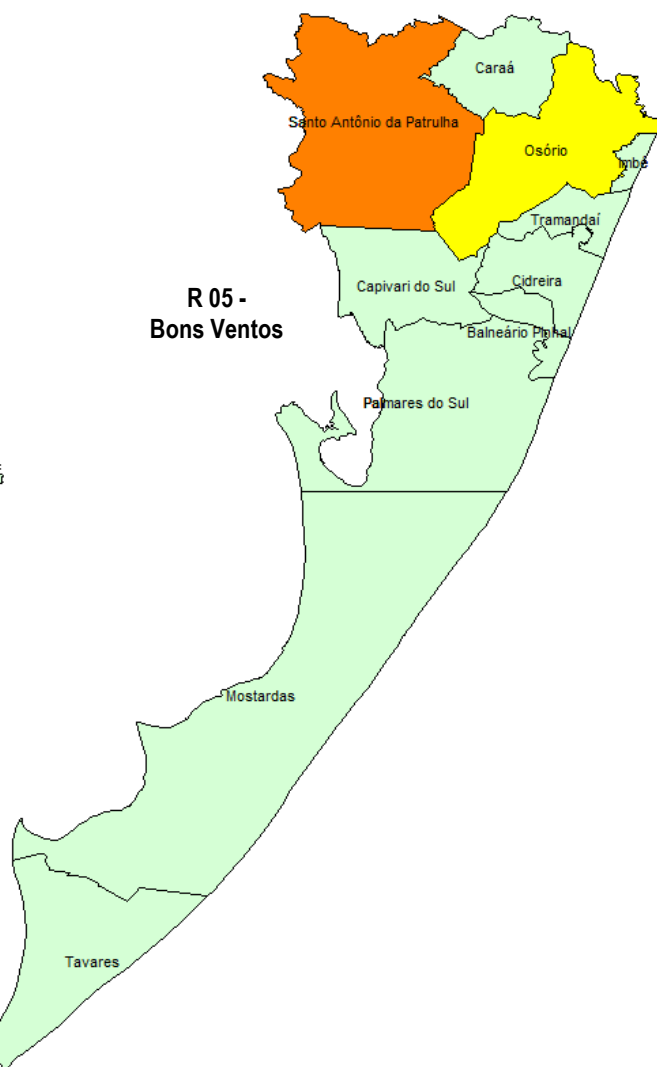 Caraá
Santo Antônio da Patrulha
Osório
Imbé
Tramandaí
R 05 -
Bons Ventos
Capivari do Sul
Cidreira
Balneário Pinhal
Palmares do Sul
Mostardas
Tavares